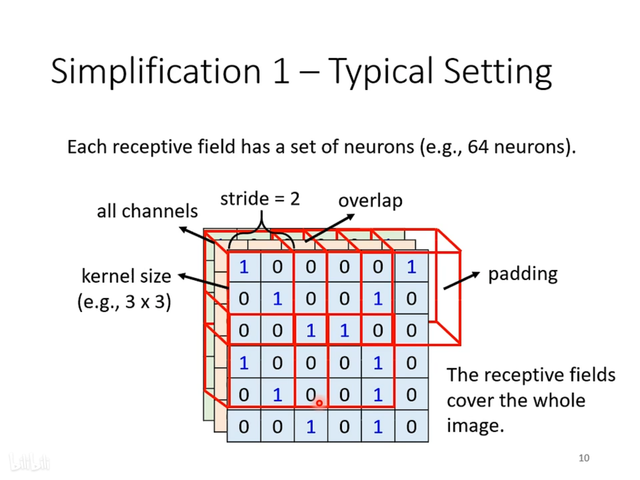 Simplification 1 – Typical Setting
Each receptive field has a set of neurons (e.g., 64 neurons).
stride = 2
overlap
all channels
kernel size
(e.g., 3 x 3)
padding
1 0 0 0 0 1
0 1 0 0 1 0
0 0 1 1 0 0
1 0 0 0 1 0
0 1 0 0 1 0
0 0 1 0 1 0
The receptive fields
cover the whole
image.
bilibili
10